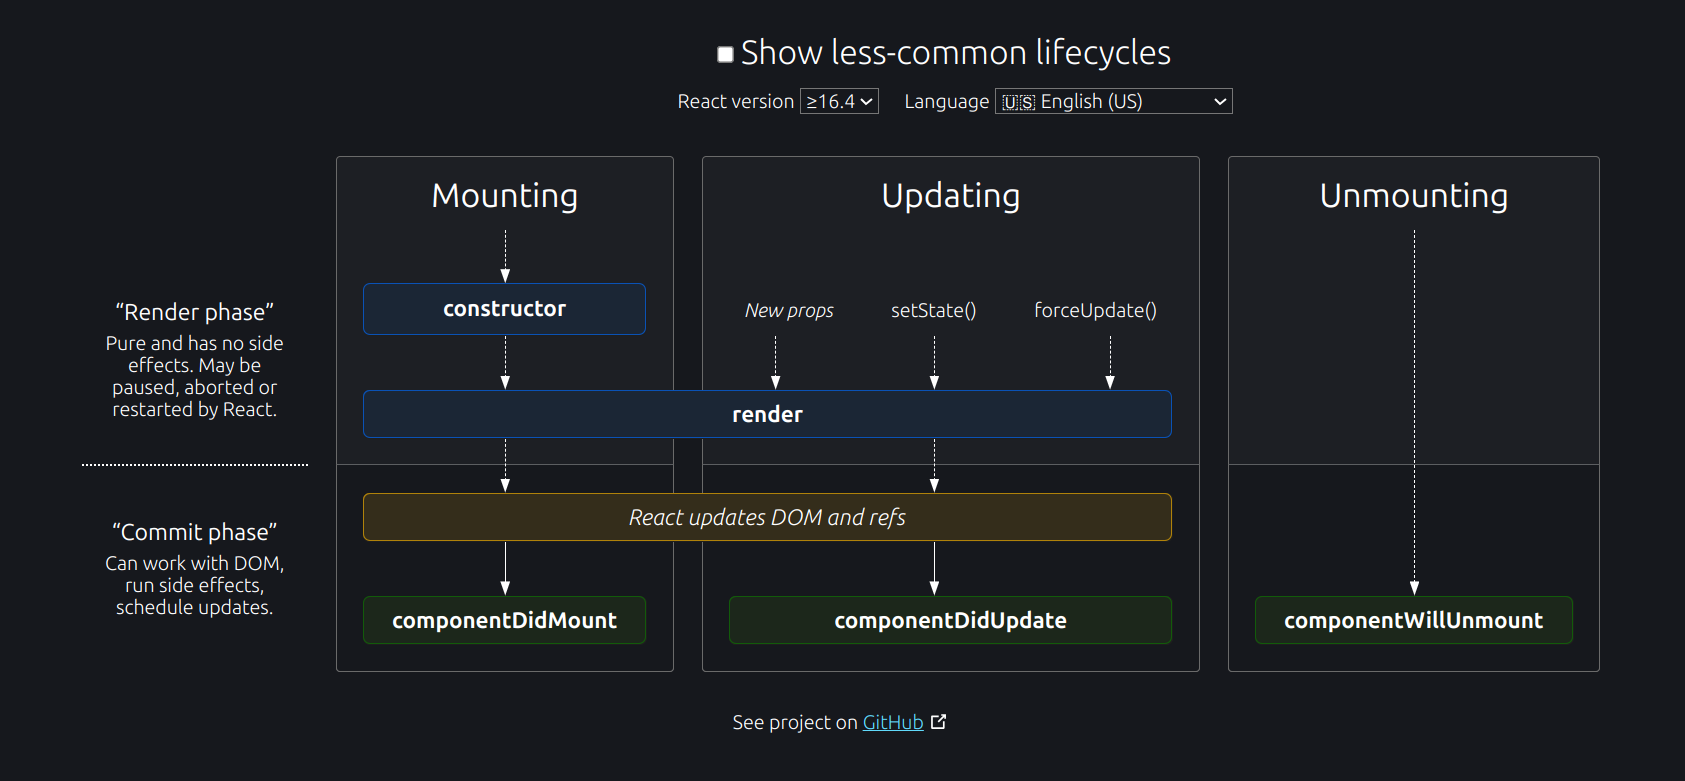 Show less-common lifecycles
React version ≥16.4 Language 🇺🇸 English (US)
Mounting
Updating
Unmounting
“Render phase”
Pure and has no side
effects. May be
paused, aborted or
restarted by React.
constructor
New props
setState()
forceUpdate()
render
“Commit phase”
Can work with DOM,
run side effects,
schedule updates.
React updates DOM and refs
componentDidMount
componentDidUpdate
componentWillUnmount
See project on GitHub